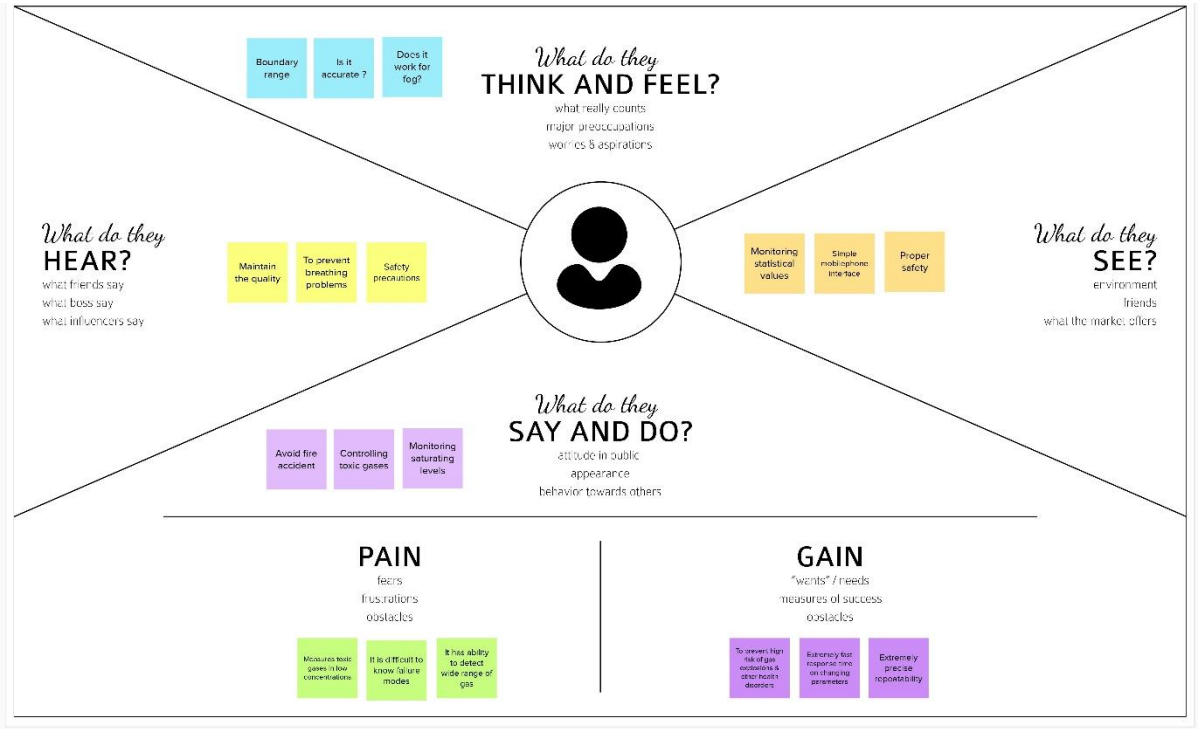 Boundary
range
Is it
accurate ?
Does it
work for
fog?
What do they
THINK AND FEEL?
what really counts
major preoccupations
worries & aspirations
What do they
HEAR?
what friends say
what boss say
what influencers say
Maintain
the quality
To prevent
breathing
problems
Safety
precautions
Monitoring
statistical
values
Simple
mobilephone
interface
Proper
safety
What do they
SEE?
environment
friends
what the market offers
What do they
SAY AND DO?
attitude in public
appearance
behavior towards others
Avoid fire
accident
Controlling
toxic gases
Monitoring
saturating
levels
PAIN
fears
frustrations
obstacles
Measures toxic
gases in low
concentrations
It is difficult to
know failure
modes
It has ability
to detect
wide range of
gas
GAIN
"wants" / needs
measures of success
obstacles
To prevent high
risk of gas
explosions &
other health
disorders
Extremely fast
response time
on changing
parameters
Extremely
precise
repeatability